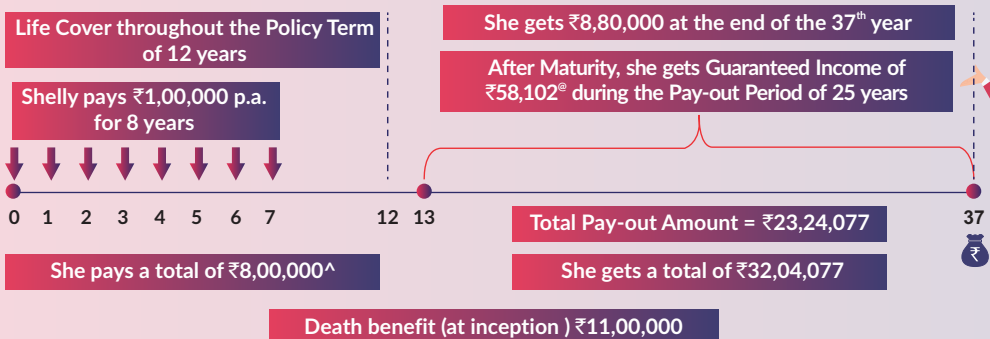 Life Cover throughout the Policy Term
of 12 years
She gets ₹8,80,000 at the end of the 37th year
After Maturity, she gets Guaranteed Income of
₹58,102@ during the Pay-out Period of 25 years
Shelly pays ₹1,00,000 p.a.
for 8 years
0 1 2 3 4 5 6 7 12 13 37
Total Pay-out Amount = ₹23,24,077
₹
She pays a total of ₹8,00,000^
She gets a total of ₹32,04,077
Death benefit (at inception ) ₹11,00,000